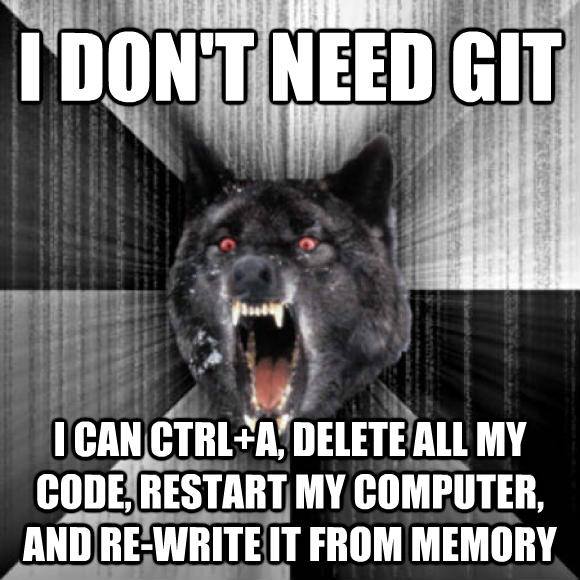 I DON'T NEED GIT
I CAN CTRL+A, DELETE ALL MY
CODE, RESTART MY COMPUTER,
AND RE-WRITE IT FROM MEMORY